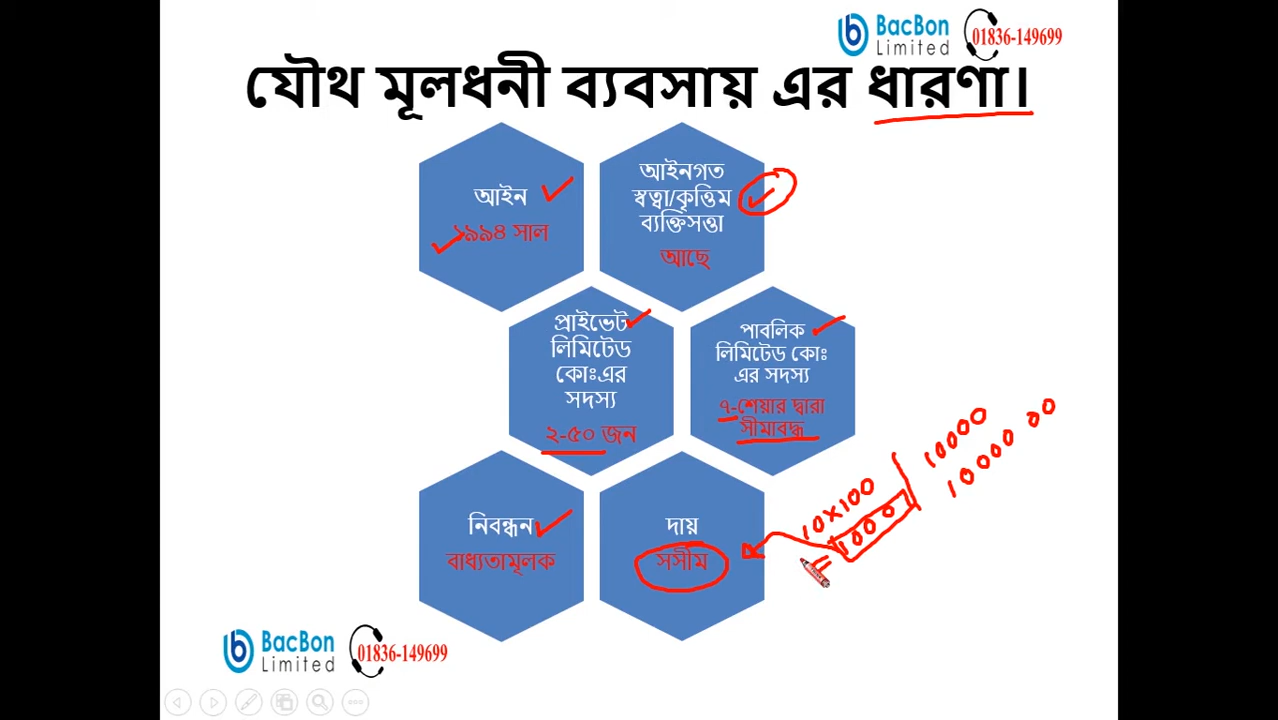 BacBon
Limited
01836-149699
যৌথ মূলধনী ব্যবসায় এর ধারণা।
আইন
১৯৯৪ সাল
আইনগত
স্বত্বা/কৃত্তিম
ব্যক্তিসত্তা
আছে
প্রাইভেট
লিমিটেড
কোঃএর
সদস্য
২-৫০ জন
পাবলিক
লিমিটেড কোঃ
এর সদস্য
৭-শেয়ার দ্বারা
সীমাবদ্ধ
নিবন্ধন
বাধ্যতামূলক
দায়
সসীম
10×100
= 1000
10000
10000 00
BacBon
Limited
01836-149699